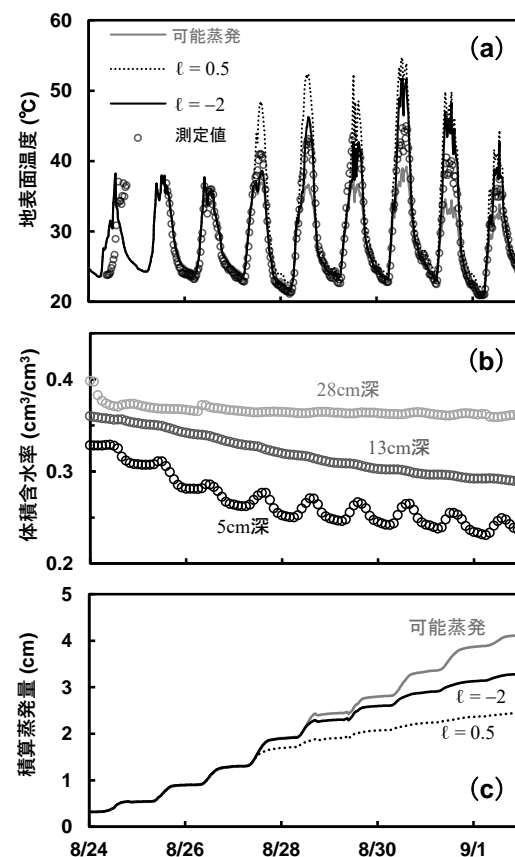 (a)
可能蒸発
ℓ = 0.5
ℓ = −2
測定値
地表面温度 (℃)
60
50
40
30
20
(b)
体積含水率 (cm³/cm³)
0.4
0.3
0.2
28cm深
13cm深
5cm深
積算蒸発量 (cm)
5
4
3
2
1
0
可能蒸発
ℓ = −2
ℓ = 0.5
(c)
8/24
8/26
8/28
8/30
9/1